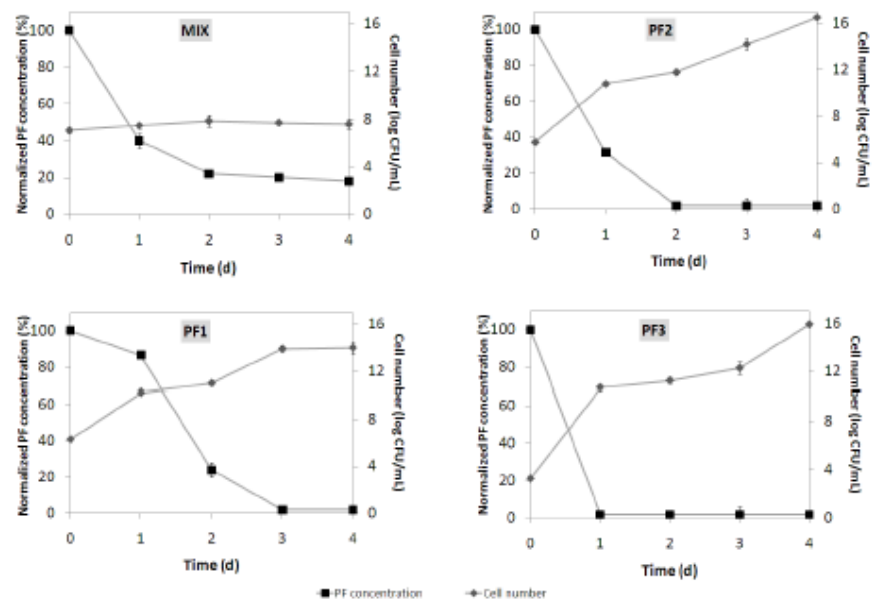 MIX
Normalized PF concentration (%)
100
80
60
40
20
0
16
12
8
4
0
Cell number (log CFU/mL)
0 1 2 3 4
Time (d)
PF2
Normalized PF concentration (%)
100
80
60
40
20
0
16
12
8
4
0
Cell number (log CFU/mL)
0 1 2 3 4
Time (d)
PF1
Normalized PF concentration (%)
100
80
60
40
20
0
16
12
8
4
0
Cell number (log CFU/mL)
0 1 2 3 4
Time (d)
PF3
Normalized PF concentration (%)
100
80
60
40
20
0
16
12
8
4
0
Cell number (log CFU/mL)
0 1 2 3 4
Time (d)
PF concentration Cell number